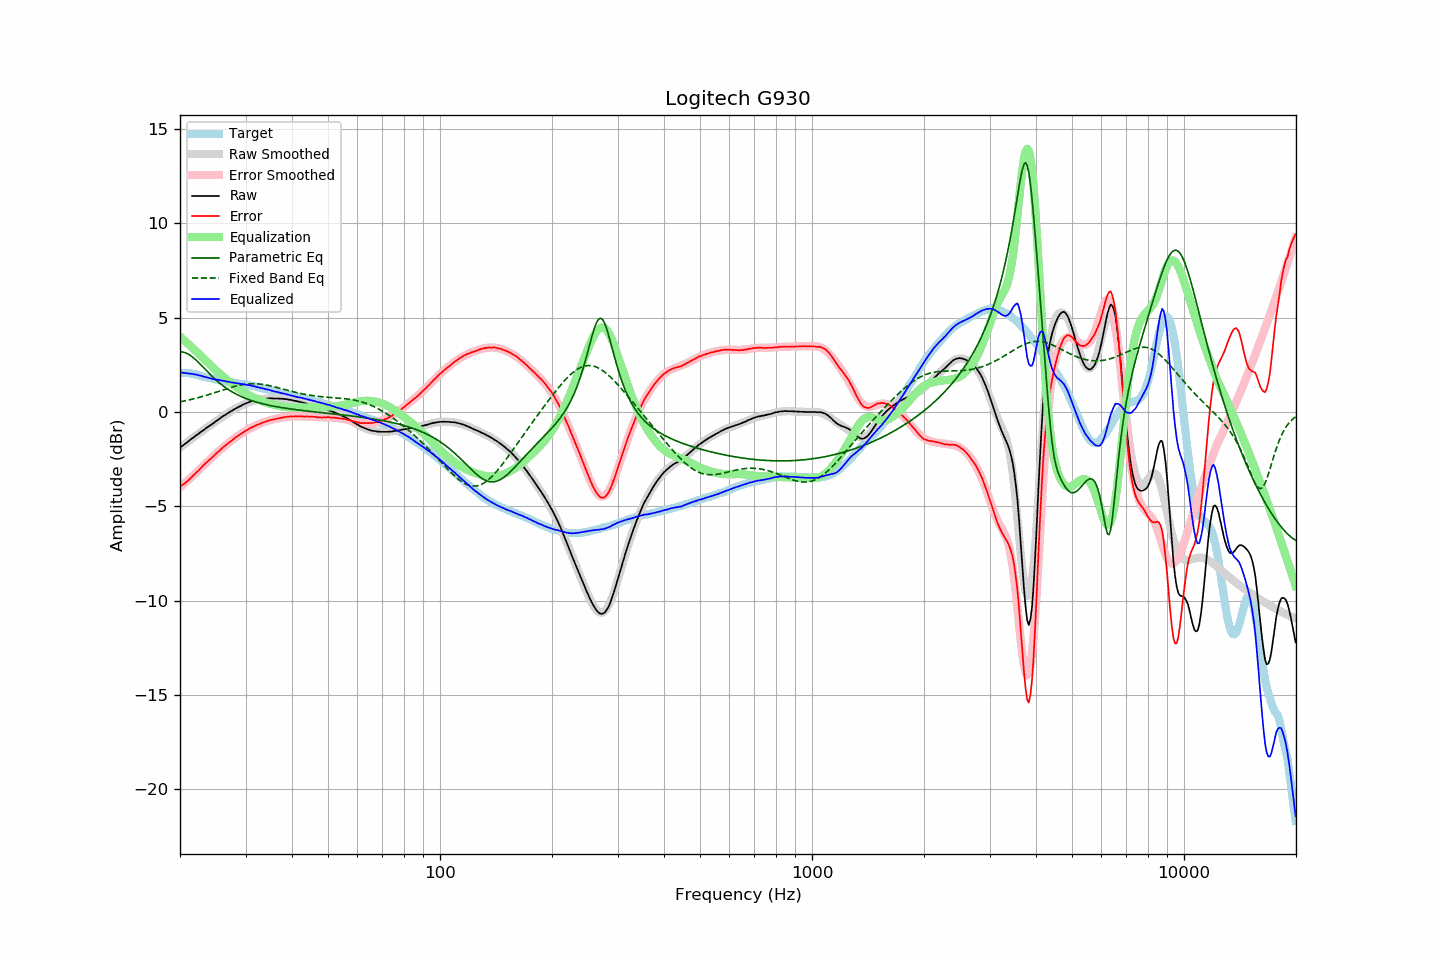 Logitech G930
Target
Raw Smoothed
Error Smoothed
Raw
Error
Equalization
Parametric Eq
Fixed Band Eq
Equalized
15
10
5
0
−5
−10
−15
−20
Amplitude (dBr)
100
1000
10000
Frequency (Hz)